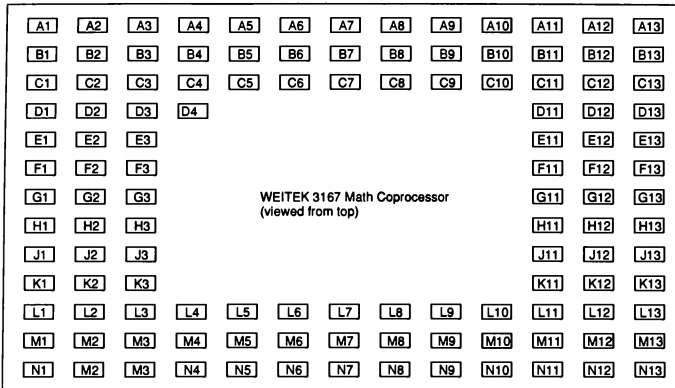 A1 A2 A3 A4 A5 A6 A7 A8 A9 A10 A11 A12 A13
B1 B2 B3 B4 B5 B6 B7 B8 B9 B10 B11 B12 B13
C1 C2 C3 C4 C5 C6 C7 C8 C9 C10 C11 C12 C13
D1 D2 D3 D4 D11 D12 D13
E1 E2 E3 E11 E12 E13
F1 F2 F3 F11 F12 F13
G1 G2 G3 WEITEK 3167 Math Coprocessor G11 G12 G13
(viewed from top)
H1 H2 H3 H11 H12 H13
J1 J2 J3 J11 J12 J13
K1 K2 K3 K11 K12 K13
L1 L2 L3 L4 L5 L6 L7 L8 L9 L10 L11 L12 L13
M1 M2 M3 M4 M5 M6 M7 M8 M9 M10 M11 M12 M13
N1 M2 M3 N4 N5 N6 N7 N8 N9 N10 N11 N12 N13